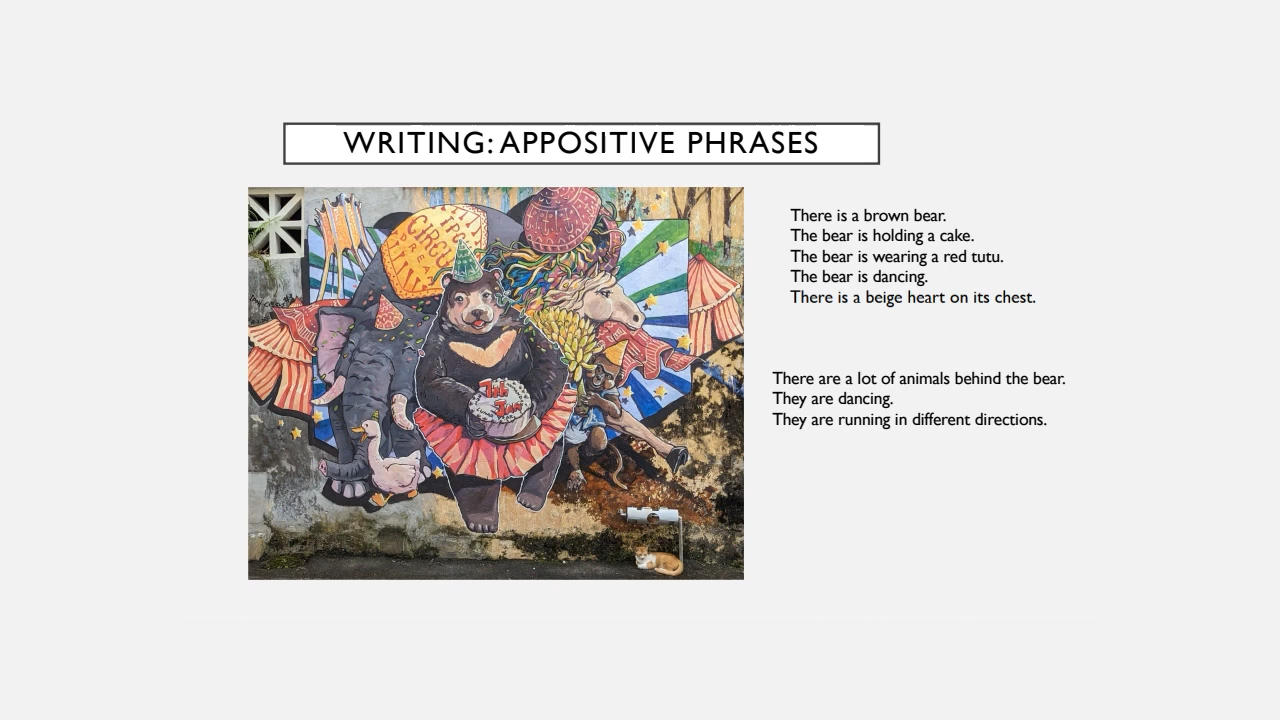 WRITING: APPOSITIVE PHRASES
There is a brown bear.
The bear is holding a cake.
The bear is wearing a red tutu.
The bear is dancing.
There is a beige heart on its chest.
There are a lot of animals behind the bear.
They are dancing.
They are running in different directions.
CIRCUS
DREAM